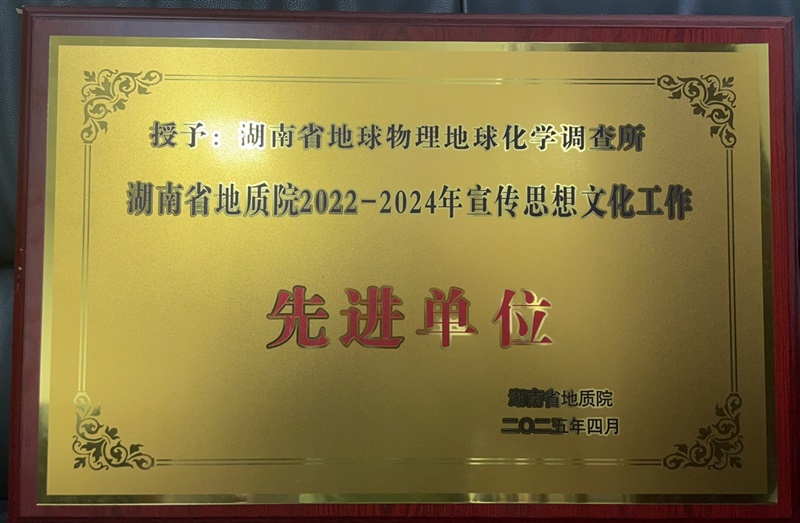 授予：湖南省地球物理地球化学调查所
湖南省地质院2022-2024年宣传思想文化工作
先进单位
湖南省地质院
二〇二五年四月